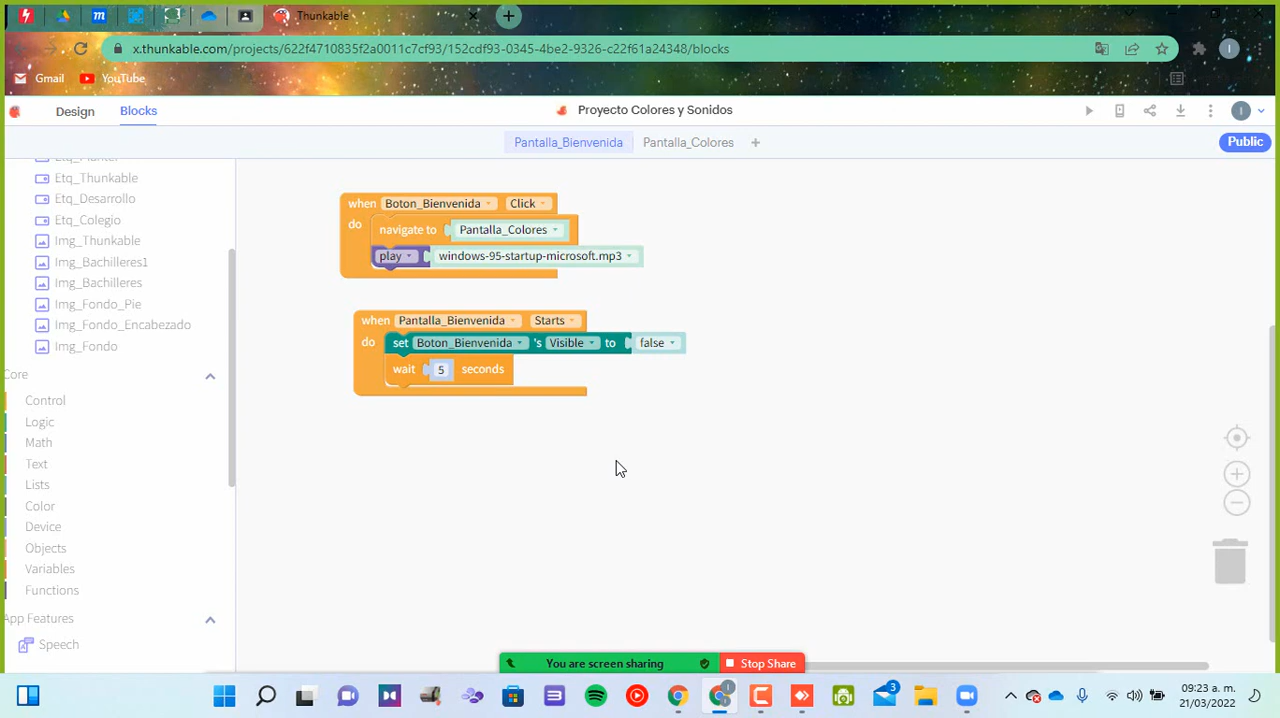 Thunkable
x.thunkable.com/projects/622f4710835f2a0011c7cf93/152cdf93-0345-4be2-9326-c22f61a24348/blocks
I
Gmail YouTube
Design Blocks Proyecto Colores y Sonidos I
Pantalla_Bienvenida Pantalla_Colores + Public
Etq_Thunkable
Etq_Desarrollo
Etq_Colegio
Img_Thunkable
Img_Bachilleres1
Img_Bachilleres
Img_Fondo_Pie
Img_Fondo_Encabezado
Img_Fondo
Core
Control
Logic
Math
Text
Lists
Color
Device
Objects
Variables
Functions
App Features
Speech
when Boton_Bienvenida Click
do navigate to Pantalla_Colores
play windows-95-startup-microsoft.mp3
when Pantalla_Bienvenida Starts
do set Boton_Bienvenida 's Visible to false
wait 5 seconds
You are screen sharing Stop Share
3
09:23 a. m.
21/03/2022